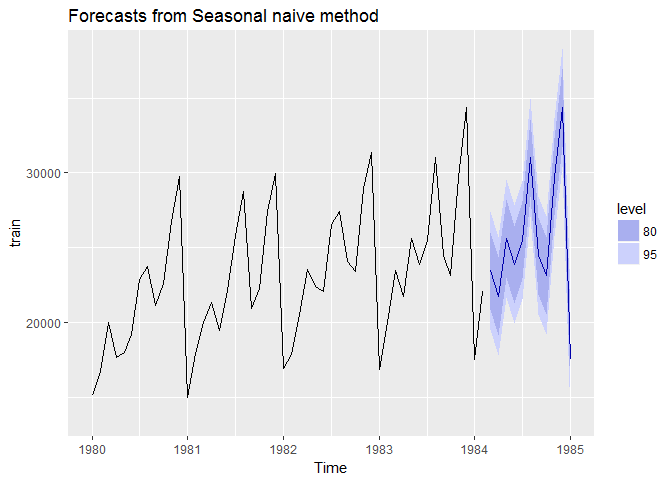 Forecasts from Seasonal naive method
30000
20000
train
1980 1981 1982 1983 1984 1985
Time
level
80
95